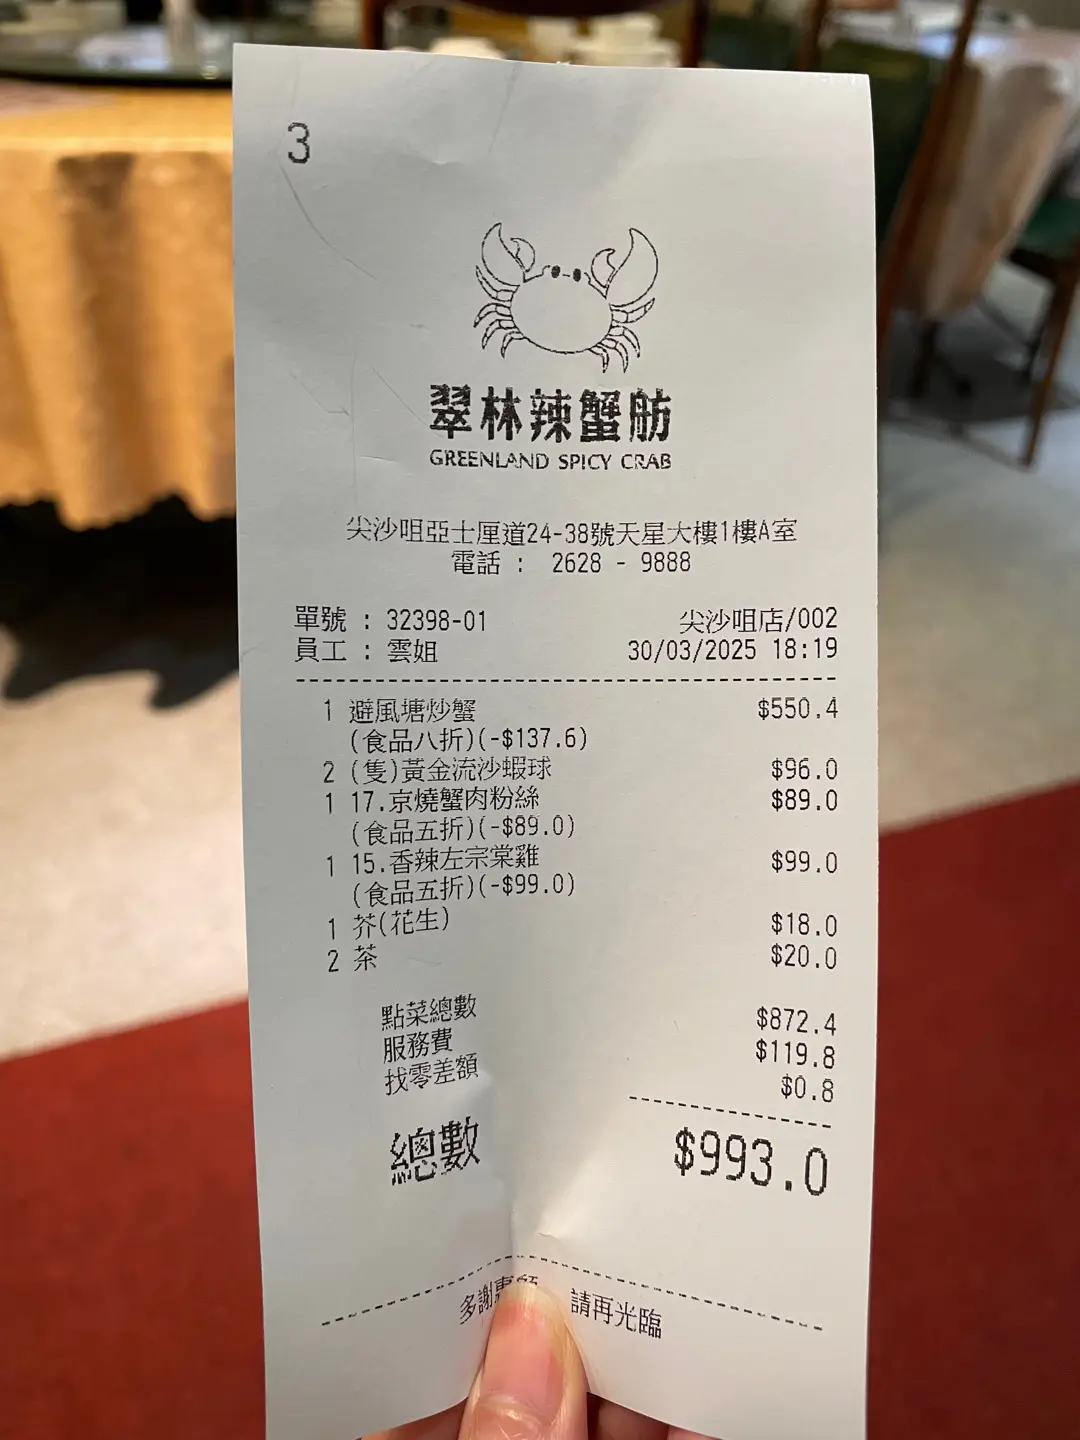 3
翠林辣蟹舫
GREENLAND SPICY CRAB
尖沙咀亞士厘道24-38號天星大樓1樓A室
電話 : 2628 - 9888
單號 : 32398-01 尖沙咀店/002
員工 : 雲姐 30/03/2025 18:19
1 避風塘炒蟹 $550.4
(食品八折)(-$137.6)
2 (隻)黃金流沙蝦球 $96.0
1 17.京燒蟹肉粉絲 $89.0
(食品五折)(-$89.0)
1 15.香辣左宗棠雞 $99.0
(食品五折)(-$99.0)
1 芥(花生) $18.0
2 茶 $20.0
點菜總數 $872.4
服務費 $119.8
找零差額 $0.8
總數 $993.0
多謝惠顧 請再光臨